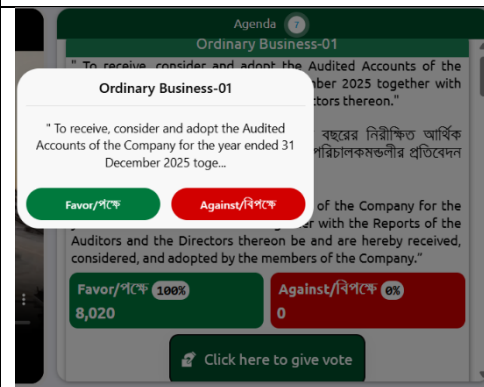 Agenda 7
Ordinary Business-01
" To receive, consider and adopt the Audited Accounts of the
ber 2025 together with
ctors thereon."
বছরের নিরীক্ষিত আর্থিক
পরিচালকমন্ডলীর প্রতিবেদন
of the Company for the
er with the Reports of the
Auditors and the Directors thereon be and are hereby received,
considered, and adopted by the members of the Company."
Ordinary Business-01
" To receive, consider and adopt the Audited
Accounts of the Company for the year ended 31
December 2025 toge...
Favor/পক্ষে
Against/বিপক্ষে
Favor/পক্ষে 100%
8,020
Against/বিপক্ষে 0%
0
Click here to give vote